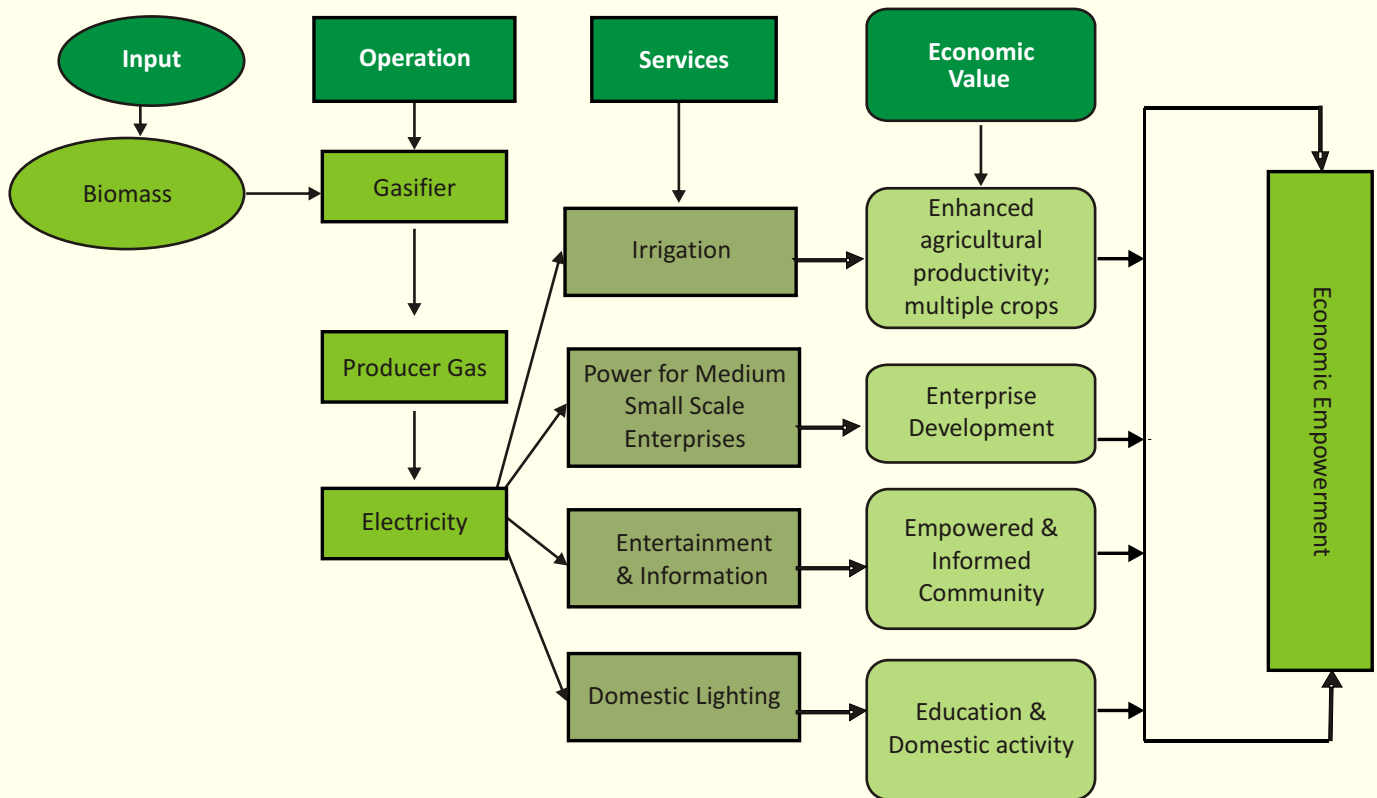 Input
Operation
Services
Economic
Value
Biomass
Gasifier
Producer Gas
Electricity
Irrigation
Power for Medium
Small Scale
Enterprises
Entertainment
& Information
Domestic Lighting
Enhanced
agricultural
productivity;
multiple crops
Enterprise
Development
Empowered &
Informed
Community
Education &
Domestic activity
Economic Empowerment